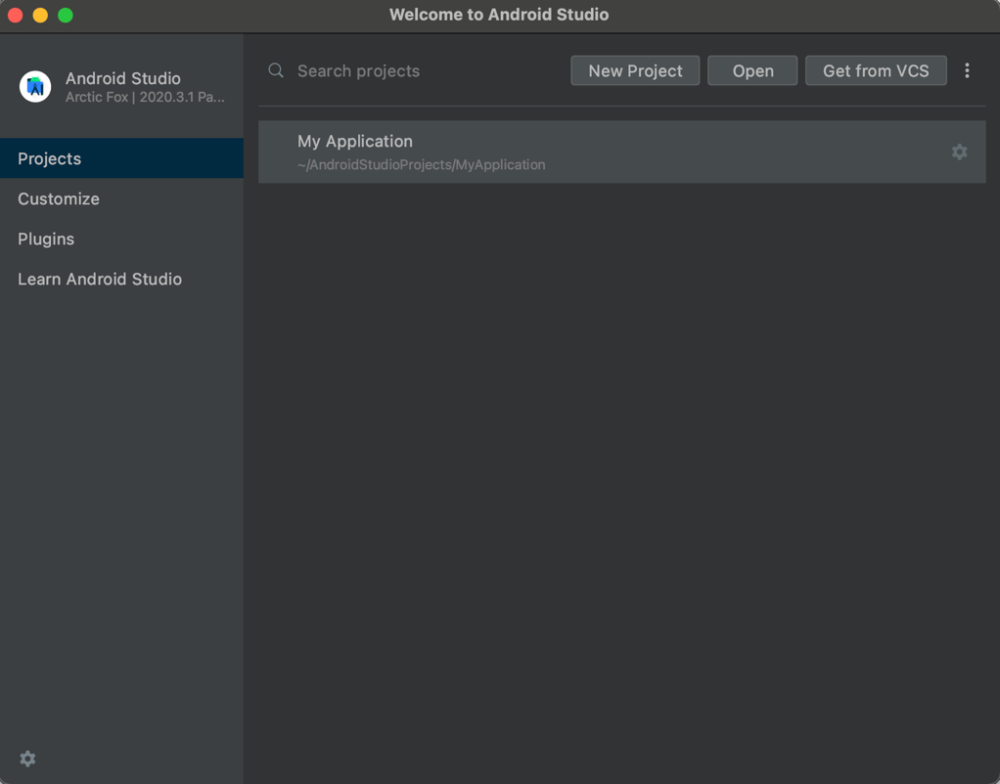 Welcome to Android Studio
Android Studio
Arctic Fox | 2020.3.1 Pa...
Projects
Customize
Plugins
Learn Android Studio
Search projects
New Project
Open
Get from VCS
My Application
~/AndroidStudioProjects/MyApplication